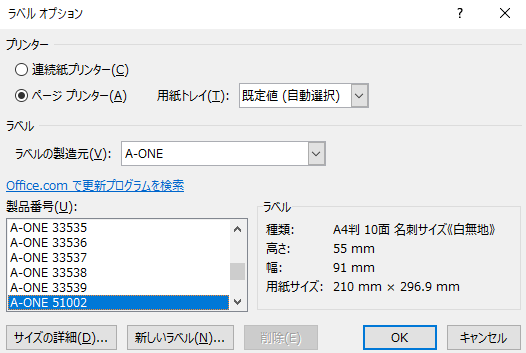 ラベル オプション
プリンター
連続紙プリンター(C)
ページ プリンター(A) 用紙トレイ(T): 既定値 (自動選択)
ラベル
ラベルの製造元(V): A-ONE
Office.com で更新プログラムを検索
製品番号(U):
A-ONE 33535
A-ONE 33536
A-ONE 33537
A-ONE 33538
A-ONE 33539
A-ONE 51002
ラベル
種類: A4判 10面 名刺サイズ《白無地》
高さ: 55 mm
幅: 91 mm
用紙サイズ: 210 mm × 296.9 mm
サイズの詳細(D)... 新しいラベル(N)... 削除(E) OK キャンセル